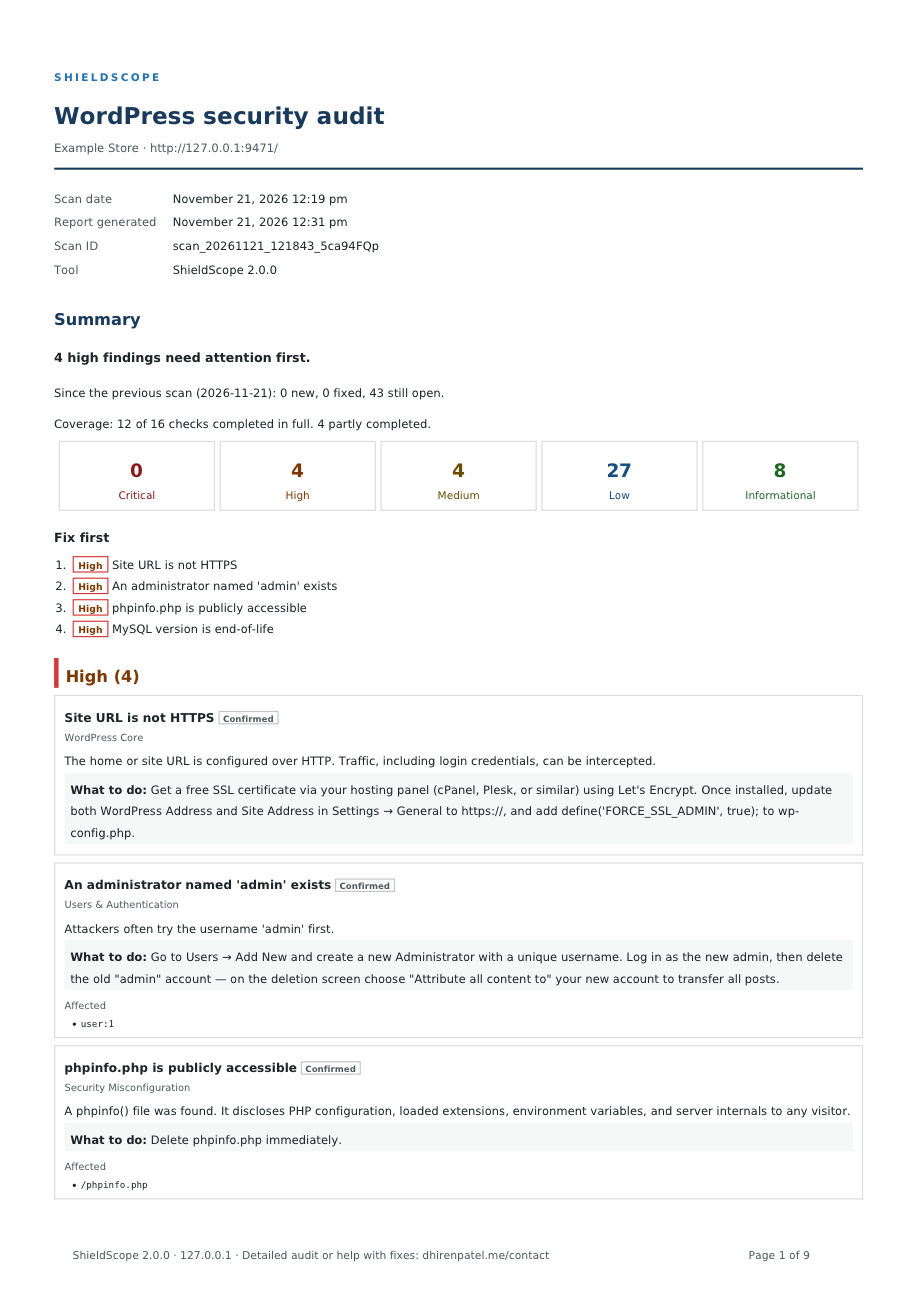 SHIELDSCOPE
WordPress security audit
Example Store · http://127.0.0.1:9471/
Scan date November 21, 2026 12:19 pm
Report generated November 21, 2026 12:31 pm
Scan ID scan_20261121_121843_5ca94FQp
Tool ShieldScope 2.0.0
Summary
4 high findings need attention first.
Since the previous scan (2026-11-21): 0 new, 0 fixed, 43 still open.
Coverage: 12 of 16 checks completed in full. 4 partly completed.
0 4 4 27 8
Critical High Medium Low Informational
Fix first
1. High Site URL is not HTTPS
2. High An administrator named 'admin' exists
3. High phpinfo.php is publicly accessible
4. High MySQL version is end-of-life
High (4)
Site URL is not HTTPS Confirmed
WordPress Core
The home or site URL is configured over HTTP. Traffic, including login credentials, can be intercepted.
What to do: Get a free SSL certificate via your hosting panel (cPanel, Plesk, or similar) using Let's Encrypt. Once installed, update
both WordPress Address and Site Address in Settings → General to https://, and add define('FORCE_SSL_ADMIN', true); to wp-
config.php.
An administrator named 'admin' exists Confirmed
Users & Authentication
Attackers often try the username 'admin' first.
What to do: Go to Users → Add New and create a new Administrator with a unique username. Log in as the new admin, then delete
the old "admin" account — on the deletion screen choose "Attribute all content to" your new account to transfer all posts.
Affected
• user:1
phpinfo.php is publicly accessible Confirmed
Security Misconfiguration
A phpinfo() file was found. It discloses PHP configuration, loaded extensions, environment variables, and server internals to any visitor.
What to do: Delete phpinfo.php immediately.
Affected
• /phpinfo.php
ShieldScope 2.0.0 · 127.0.0.1 · Detailed audit or help with fixes: dhirenpatel.me/contact Page 1 of 9